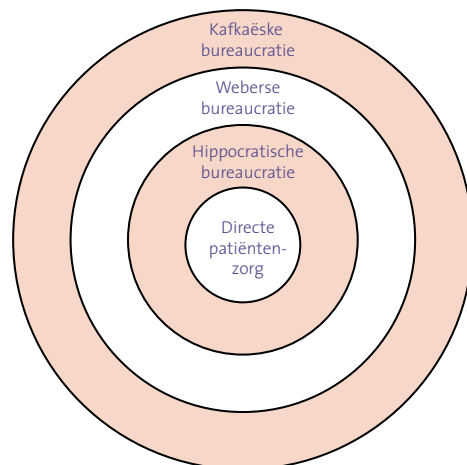 Kafkaëske
bureaucratie
Weberse
bureaucratie
Hippocratische
bureaucratie
Directe
patiënten-
zorg